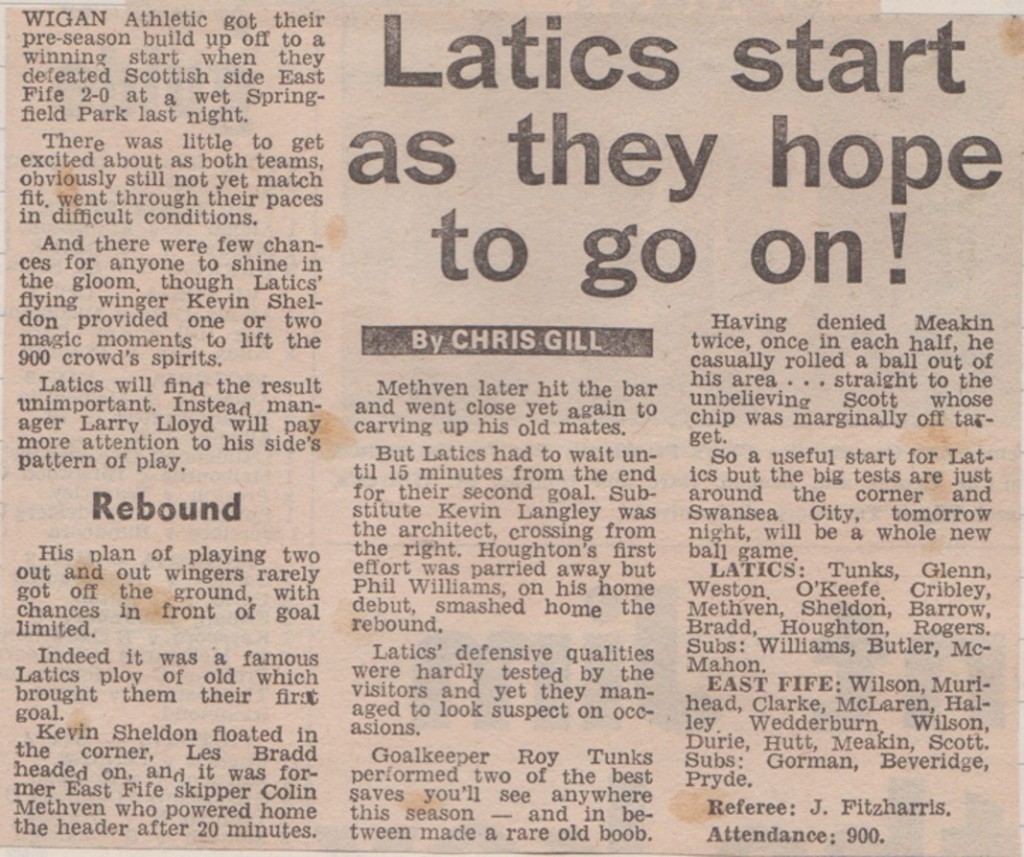 Latics start
as they hope
to go on!
By CHRIS GILL
WIGAN Athletic got their
pre-season build up off to a
winning start when they
defeated Scottish side East
Fife 2-0 at a wet Spring-
field Park last night.
There was little to get
excited about as both teams,
obviously still not yet match
fit, went through their paces
in difficult conditions.
And there were few chan-
ces for anyone to shine in
the gloom, though Latics'
flying winger Kevin Shel-
don provided one or two
magic moments to lift the
900 crowd's spirits.
Latics will find the result
unimportant. Instead man-
ager Larry Lloyd will pay
more attention to his side's
pattern of play.
Rebound
His plan of playing two
out and out wingers rarely
got off the ground, with
chances in front of goal
limited.
Indeed it was a famous
Latics ploy of old which
brought them their first
goal.
Kevin Sheldon floated in
the corner, Les Bradd
headed on, and it was for-
mer East Fife skipper Colin
Methven who powered home
the header after 20 minutes.
Methven later hit the bar
and went close yet again to
carving up his old mates.
But Latics had to wait un-
til 15 minutes from the end
for their second goal. Sub-
stitute Kevin Langley was
the architect, crossing from
the right. Houghton's first
effort was parried away but
Phil Williams, on his home
debut, smashed home the
rebound.
Latics' defensive qualities
were hardly tested by the
visitors and yet they man-
aged to look suspect on occ-
asions.
Goalkeeper Roy Tunks
performed two of the best
saves you'll see anywhere
this season — and in be-
tween made a rare old boob.
Having denied Meakin
twice, once in each half, he
casually rolled a ball out of
his area . . . straight to the
unbelieving Scott whose
chip was marginally off tar-
get.
So a useful start for Lat-
ics but the big tests are just
around the corner and
Swansea City, tomorrow
night, will be a whole new
ball game.
LATICS: Tunks, Glenn,
Weston, O'Keefe, Cribley,
Methven, Sheldon, Barrow,
Bradd, Houghton, Rogers.
Subs: Williams, Butler, Mc-
Mahon.
EAST FIFE: Wilson, Muri-
head, Clarke, McLaren, Hal-
ley, Wedderburn, Wilson,
Durie, Hutt, Meakin, Scott.
Subs: Gorman, Beveridge,
Pryde.
Referee: J. Fitzharris.
Attendance: 900.